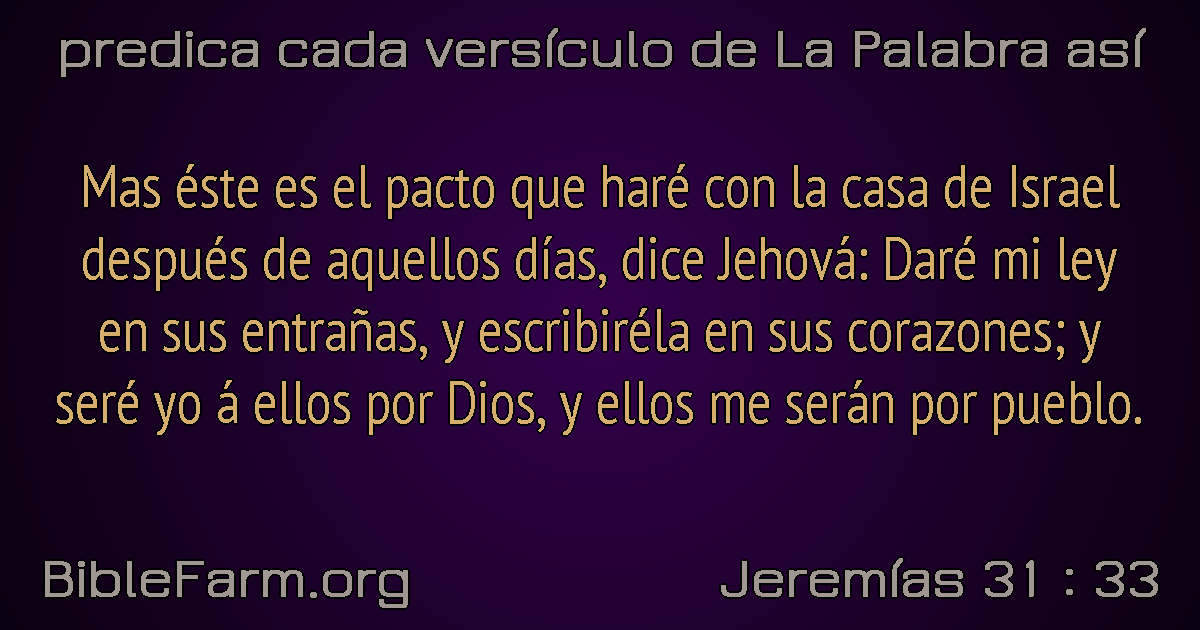 predica cada versículo de La Palabra así
Mas éste es el pacto que haré con la casa de Israel
después de aquellos días, dice Jehová: Daré mi ley
en sus entrañas, y escribiréla en sus corazones; y
seré yo á ellos por Dios, y ellos me serán por pueblo.
BibleFarm.org
Jeremías 31 : 33